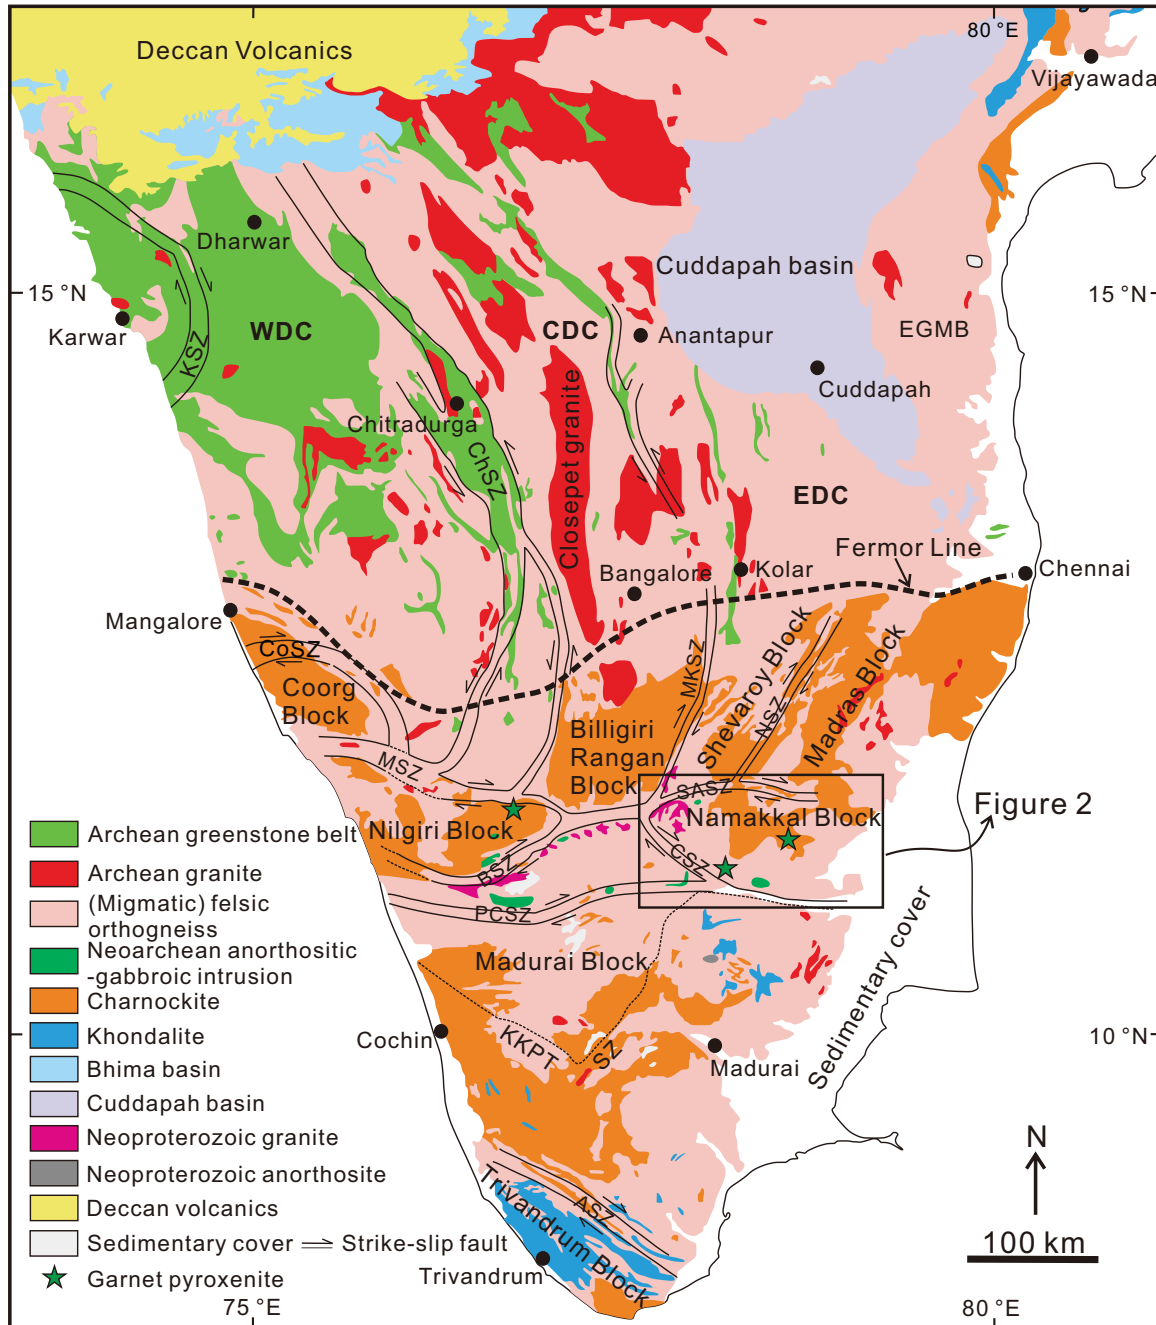 80 °E
Deccan Volcanics
Vijayawada
Dharwar
Cuddapah basin
15 °N
15 °N
Karwar
WDC
CDC
Anantapur
EGMB
KSZ
Cuddapah
Chitradurga
Closepet granite
ChSZ
EDC
Fermor Line
Bangalore
Kolar
Chennai
Mangalore
CoSZ
Coorg
Block
MKSZ
Shevaroy Block
NSZ
Madras Block
Billigiri
Rangan
Block
MSZ
SASZ
Figure 2
Nilgiri Block
Namakkal Block
BSZ
CSZ
PCSZ
Madurai Block
Sedimentary cover
Cochin
KKPT
SZ
Madurai
10 °N
Archean greenstone belt
Archean granite
(Migmatic) felsic
orthogneiss
Neoarchean anorthositic
-gabbroic intrusion
Charnockite
Khondalite
Bhima basin
Cuddapah basin
Neoproterozoic granite
Neoproterozoic anorthosite
Deccan volcanics
Sedimentary cover
Strike-slip fault
Garnet pyroxenite
Trivandrum Block
ASZ
Trivandrum
N
100 km
75 °E
80 °E